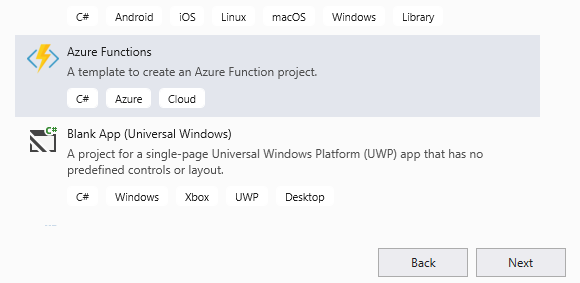 C# Android iOS Linux macOS Windows Library
Azure Functions
A template to create an Azure Function project.
C# Azure Cloud
C#
Blank App (Universal Windows)
A project for a single-page Universal Windows Platform (UWP) app that has no
predefined controls or layout.
C# Windows Xbox UWP Desktop
Back Next